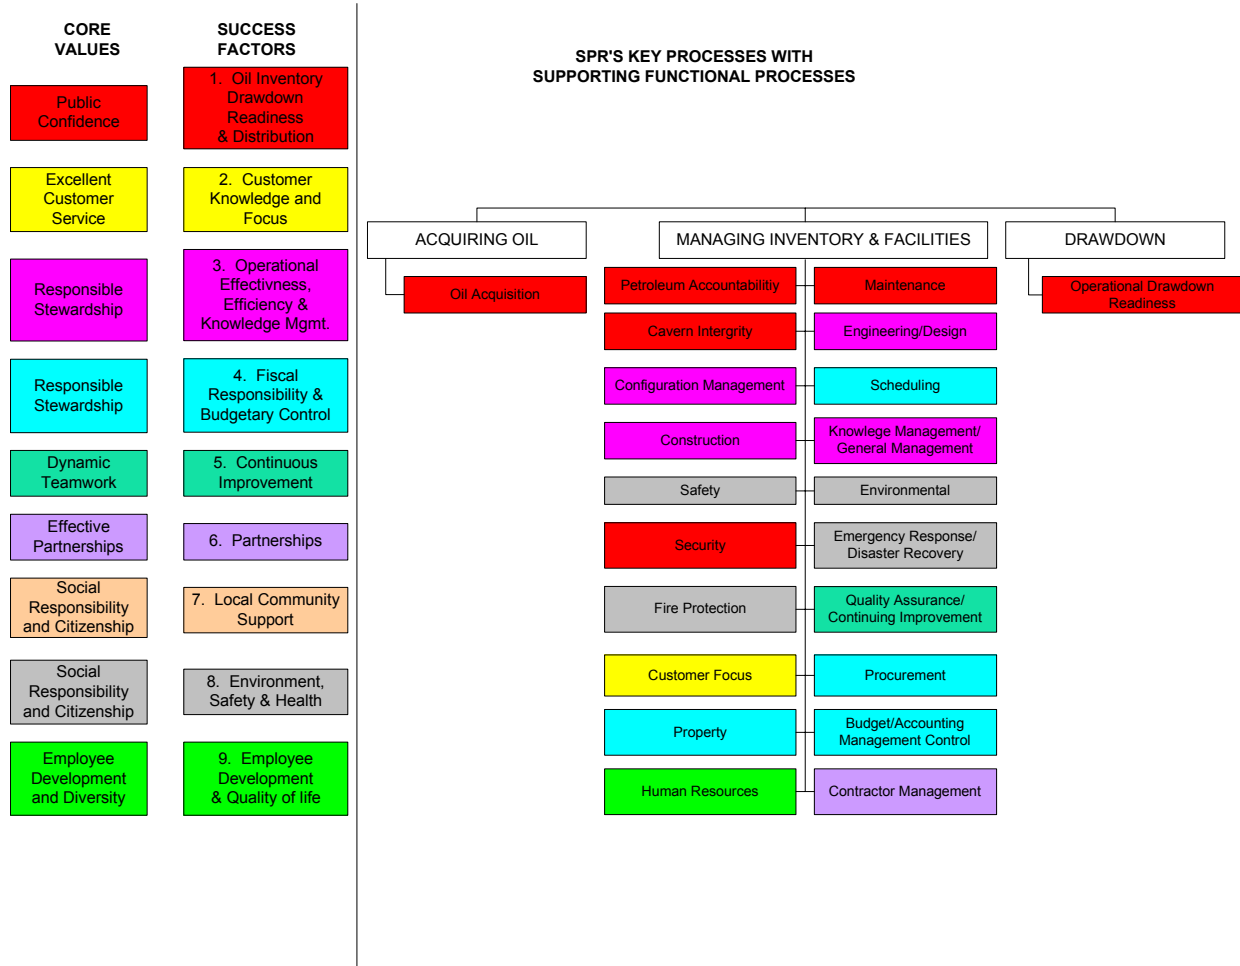 CORE
VALUES
SUCCESS
FACTORS
Public
Confidence
1. Oil Inventory
Drawdown
Readiness
& Distribution
Excellent
Customer
Service
2. Customer
Knowledge and
Focus
Responsible
Stewardship
3. Operational
Effectivness,
Efficiency &
Knowledge Mgmt.
Responsible
Stewardship
4. Fiscal
Responsibility &
Budgetary Control
Dynamic
Teamwork
5. Continuous
Improvement
Effective
Partnerships
6. Partnerships
Social
Responsibility
and Citizenship
7. Local Community
Support
Social
Responsibility
and Citizenship
8. Environment,
Safety & Health
Employee
Development
and Diversity
9. Employee
Development
& Quality of life
SPR'S KEY PROCESSES WITH
SUPPORTING FUNCTIONAL PROCESSES
ACQUIRING OIL
Oil Acquisition
MANAGING INVENTORY & FACILITIES
Petroleum Accountabilitiy
Maintenance
Cavern Intergrity
Engineering/Design
Configuration Management
Scheduling
Construction
Knowlege Management/
General Management
Safety
Environmental
Security
Emergency Response/
Disaster Recovery
Fire Protection
Quality Assurance/
Continuing Improvement
Customer Focus
Procurement
Property
Budget/Accounting
Management Control
Human Resources
Contractor Management
DRAWDOWN
Operational Drawdown
Readiness